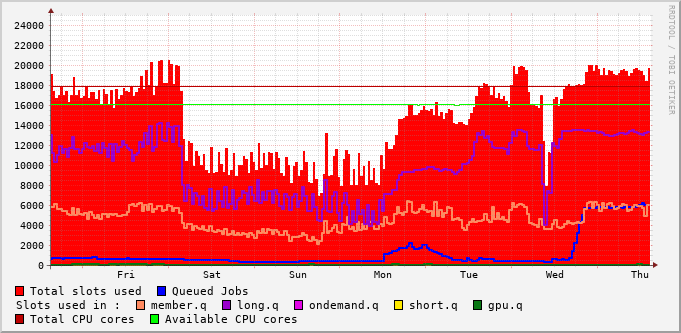 RRDTOOL / TOBI OETIKER
24000
22000
20000
18000
16000
14000
12000
10000
8000
6000
4000
2000
0
Fri Sat Sun Mon Tue Wed Thu
Total slots used Queued Jobs
Slots used in : member.q long.q ondemand.q short.q gpu.q
Total CPU cores Available CPU cores